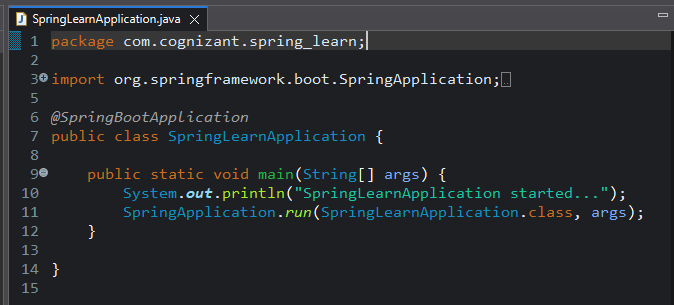 SpringLearnApplication.java
1 package com.cognizant.spring_learn;
2
3 import org.springframework.boot.SpringApplication;
5
6 @SpringBootApplication
7 public class SpringLearnApplication {
8
9     public static void main(String[] args) {
10         System.out.println("SpringLearnApplication started...");
11         SpringApplication.run(SpringLearnApplication.class, args);
12     }
13
14 }
15